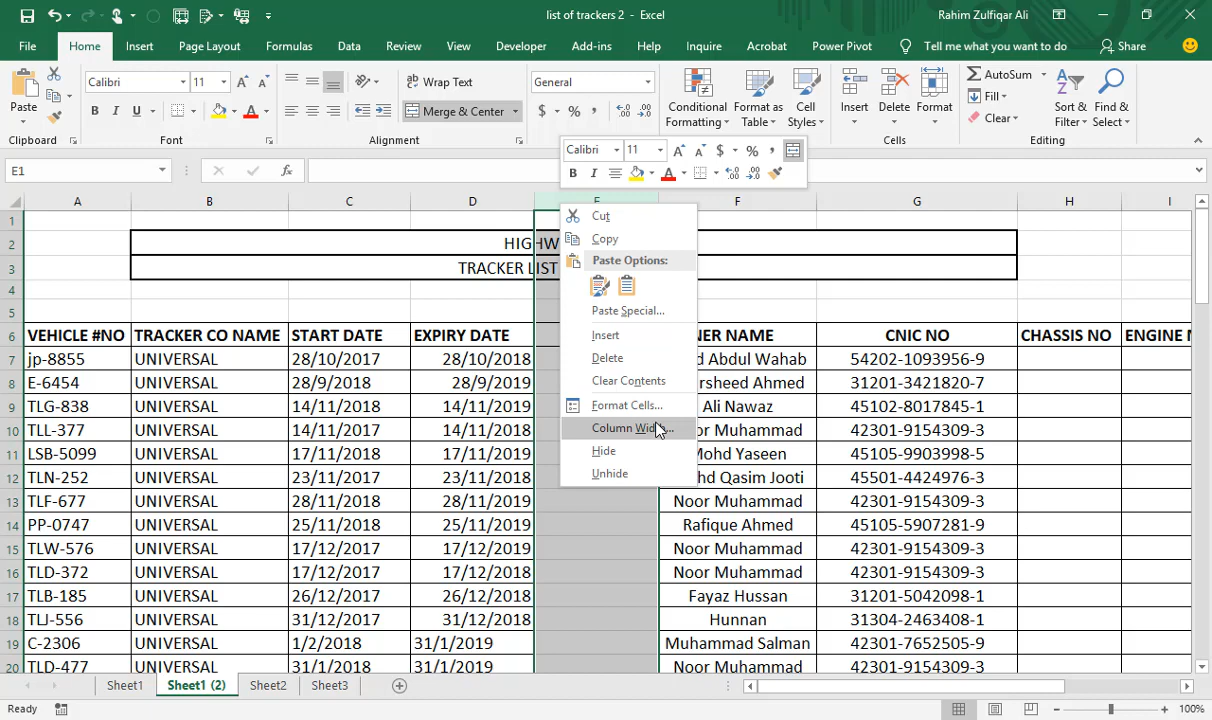 list of trackers 2 - Excel
Rahim Zulfiqar Ali
File Home Insert Page Layout Formulas Data Review View Developer Add-ins Help Inquire Acrobat Power Pivot Tell me what you want to do Share
Paste
Clipboard
Calibri 11
B I U
Font
Wrap Text
Merge & Center
Alignment
General
$ % ,
Conditional Formatting
Format as Table
Cell Styles
Insert Delete Format
Cells
AutoSum
Fill
Clear
Sort & Filter
Find & Select
Editing
Calibri 11 $ % ,
B I
E1
fx
A B C D E F G H I
1
2 HIGHW
3 TRACKER LIST
4
5
6 VEHICLE #NO TRACKER CO NAME START DATE EXPIRY DATE NER NAME CNIC NO CHASSIS NO ENGINE
7 jp-8855 UNIVERSAL 28/10/2017 28/10/2018 d Abdul Wahab 54202-1093956-9
8 E-6454 UNIVERSAL 28/9/2018 28/9/2019 rsheed Ahmed 31201-3421820-7
9 TLG-838 UNIVERSAL 14/11/2018 14/11/2019 Ali Nawaz 45102-8017845-1
10 TLL-377 UNIVERSAL 14/11/2017 14/11/2018 or Muhammad 42301-9154309-3
11 LSB-5099 UNIVERSAL 17/11/2018 17/11/2019 Mohd Yaseen 45105-9903998-5
12 TLN-252 UNIVERSAL 23/11/2017 23/11/2018 hd Qasim Jooti 45501-4424976-3
13 TLF-677 UNIVERSAL 28/11/2018 28/11/2019 Noor Muhammad 42301-9154309-3
14 PP-0747 UNIVERSAL 25/11/2018 25/11/2019 Rafique Ahmed 45105-5907281-9
15 TLW-576 UNIVERSAL 17/12/2017 17/12/2019 Noor Muhammad 42301-9154309-3
16 TLD-372 UNIVERSAL 17/12/2017 17/12/2018 Noor Muhammad 42301-9154309-3
17 TLB-185 UNIVERSAL 26/12/2017 26/12/2018 Fayaz Hussan 31201-5042098-1
18 TLJ-556 UNIVERSAL 31/12/2017 31/12/2018 Hunnan 31304-2463408-1
19 C-2306 UNIVERSAL 1/2/2018 31/1/2019 Muhammad Salman 42301-7652505-9
20 TLD-477 UNIVERSAL 31/1/2018 31/1/2019 Noor Muhammad 42301-9154309-3
Cut
Copy
Paste Options:
Paste Special...
Insert
Delete
Clear Contents
Format Cells...
Column Width...
Hide
Unhide
Sheet1 Sheet1 (2) Sheet2 Sheet3
Ready
100%